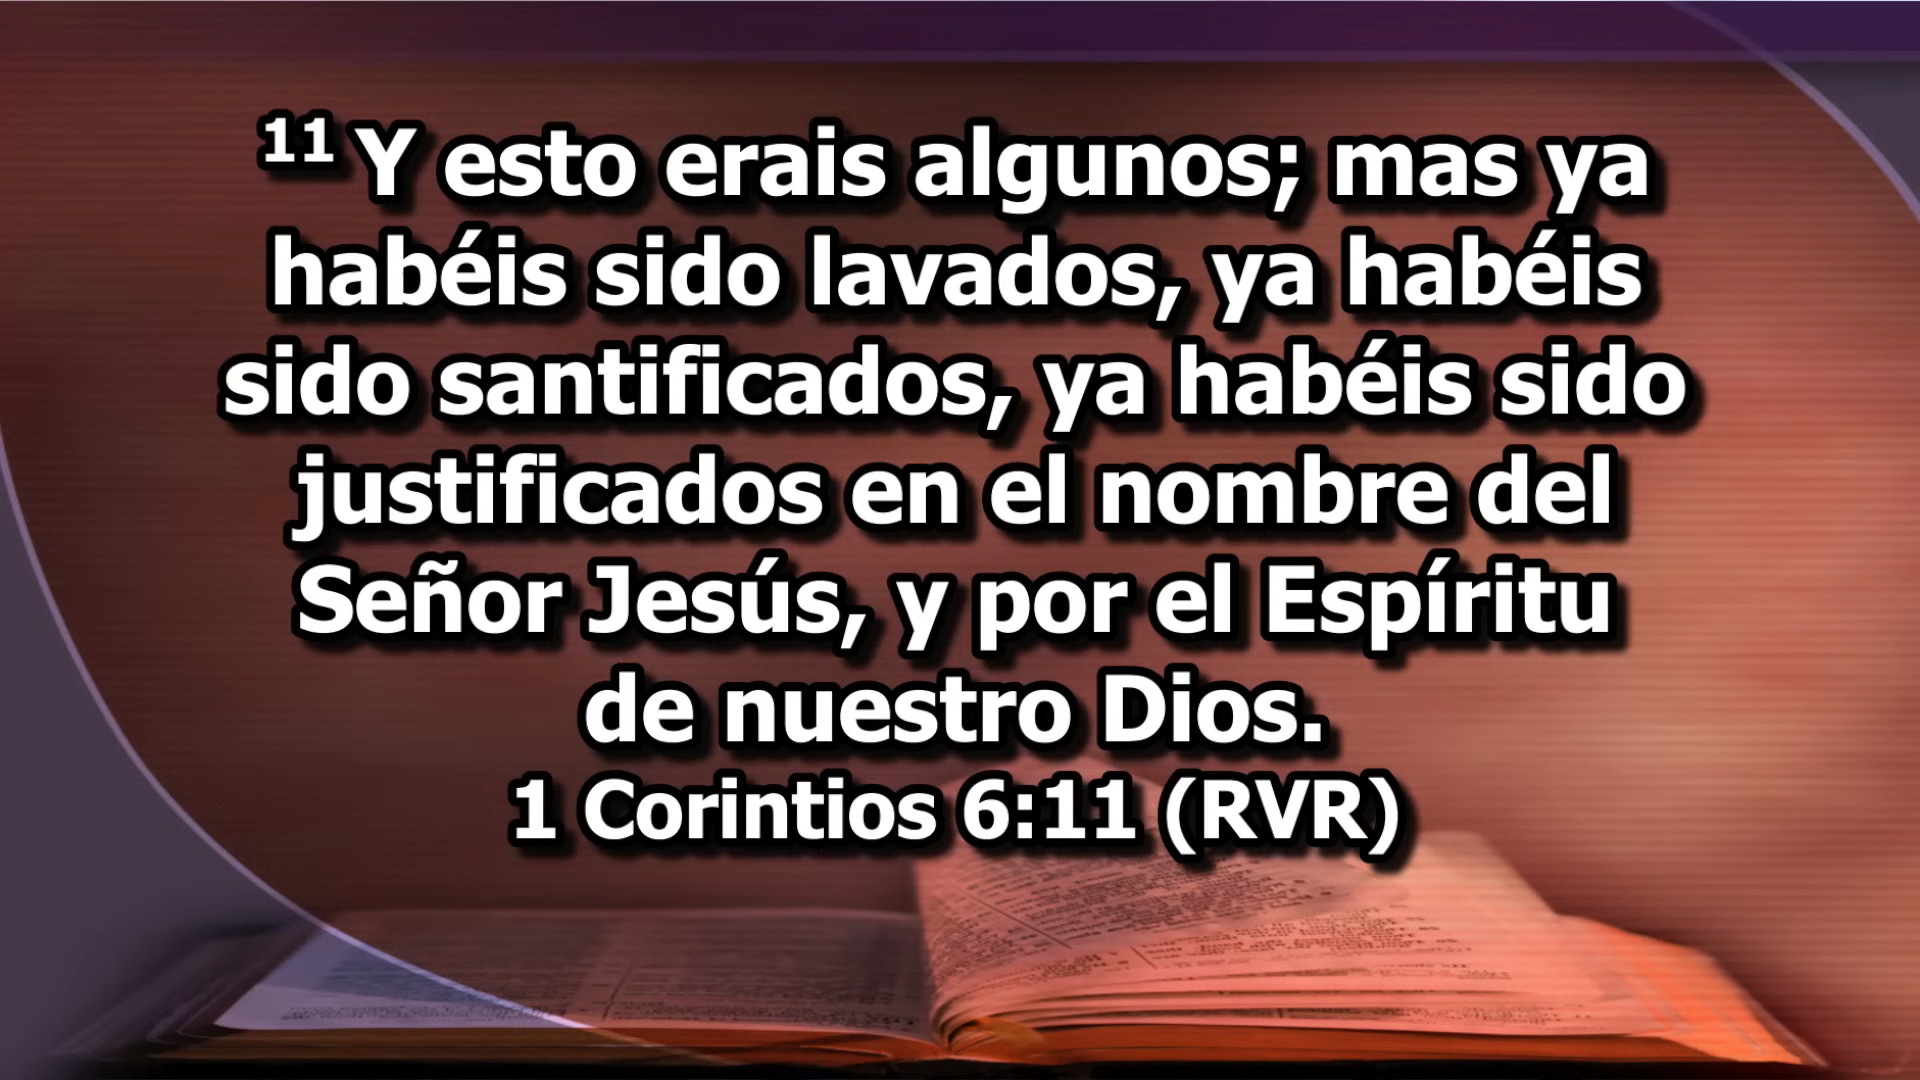 11 Y esto erais algunos; mas ya
habéis sido lavados, ya habéis
sido santificados, ya habéis sido
justificados en el nombre del
Señor Jesús, y por el Espíritu
de nuestro Dios.
1 Corintios 6:11 (RVR)